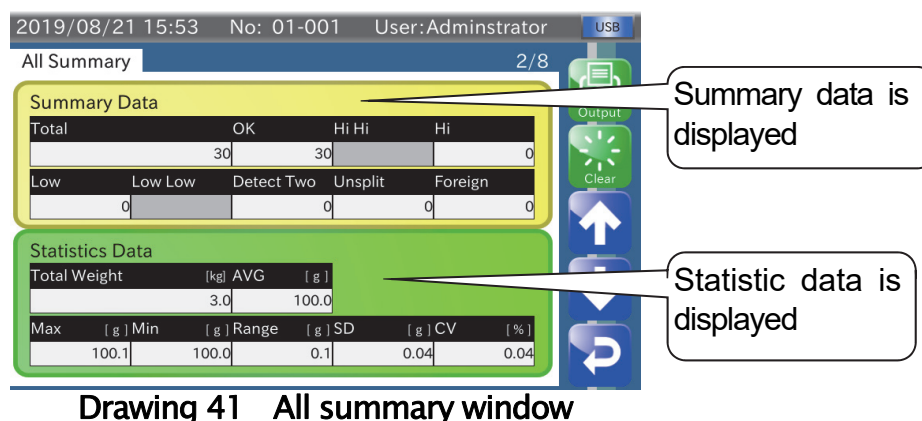 2019/08/21 15:53 No: 01-001 User:Adminstrator USB
All Summary 2/8
Output
Summary Data
Total OK Hi Hi Hi
30 30 0
Low Low Low Detect Two Unsplit Foreign
0 0 0 0
Clear
Statistics Data
Total Weight [kg] AVG [ g ]
3.0 100.0
Max [ g ] Min [ g ] Range [ g ] SD [ g ] CV [ % ]
100.1 100.0 0.1 0.04 0.04
Summary data is
displayed
Statistic data is
displayed
Drawing 41 All summary window